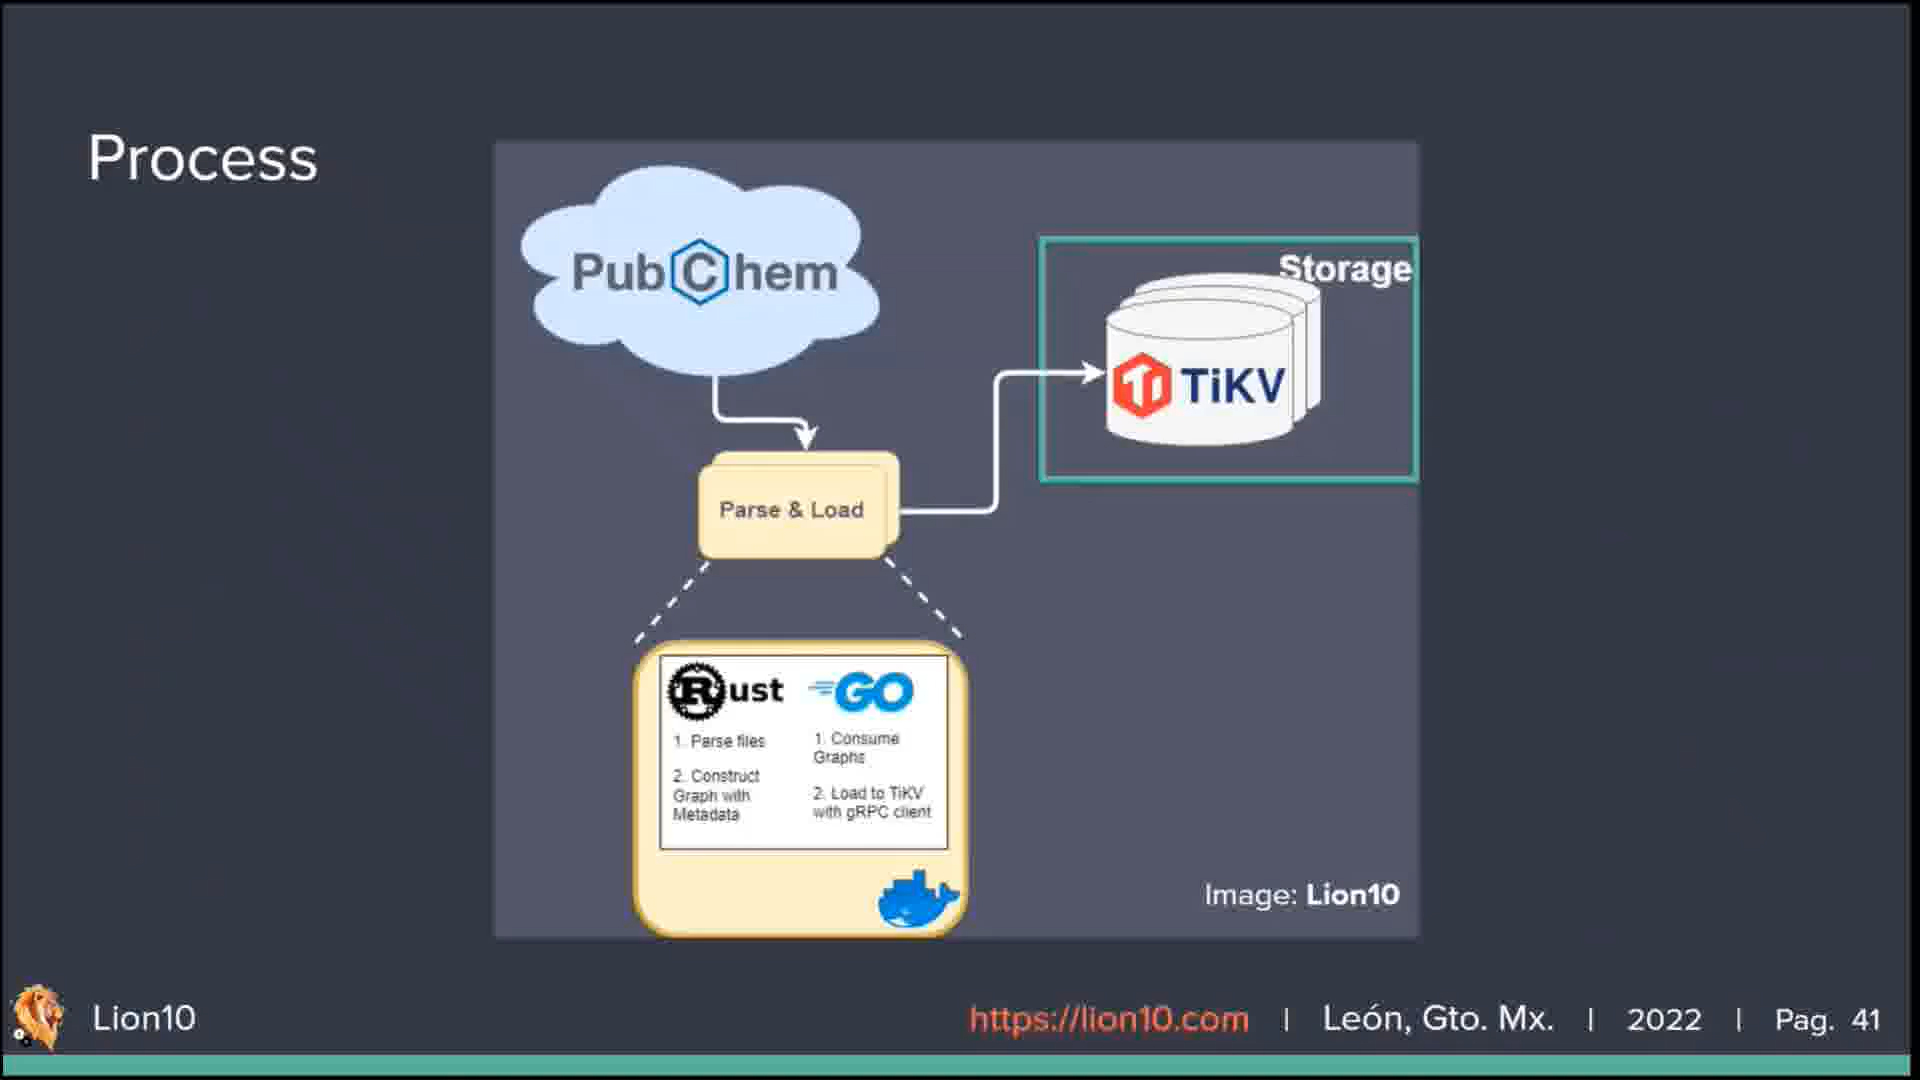 Process
PubChem
Storage
TiKV
Parse & Load
Rust
GO
1. Parse files
2. Construct
Graph with
Metadata
1. Consume
Graphs
2. Load to TiKV
with gRPC client
Image: Lion10
Lion10
https://lion10.com | León, Gto. Mx. | 2022 | Pag. 41